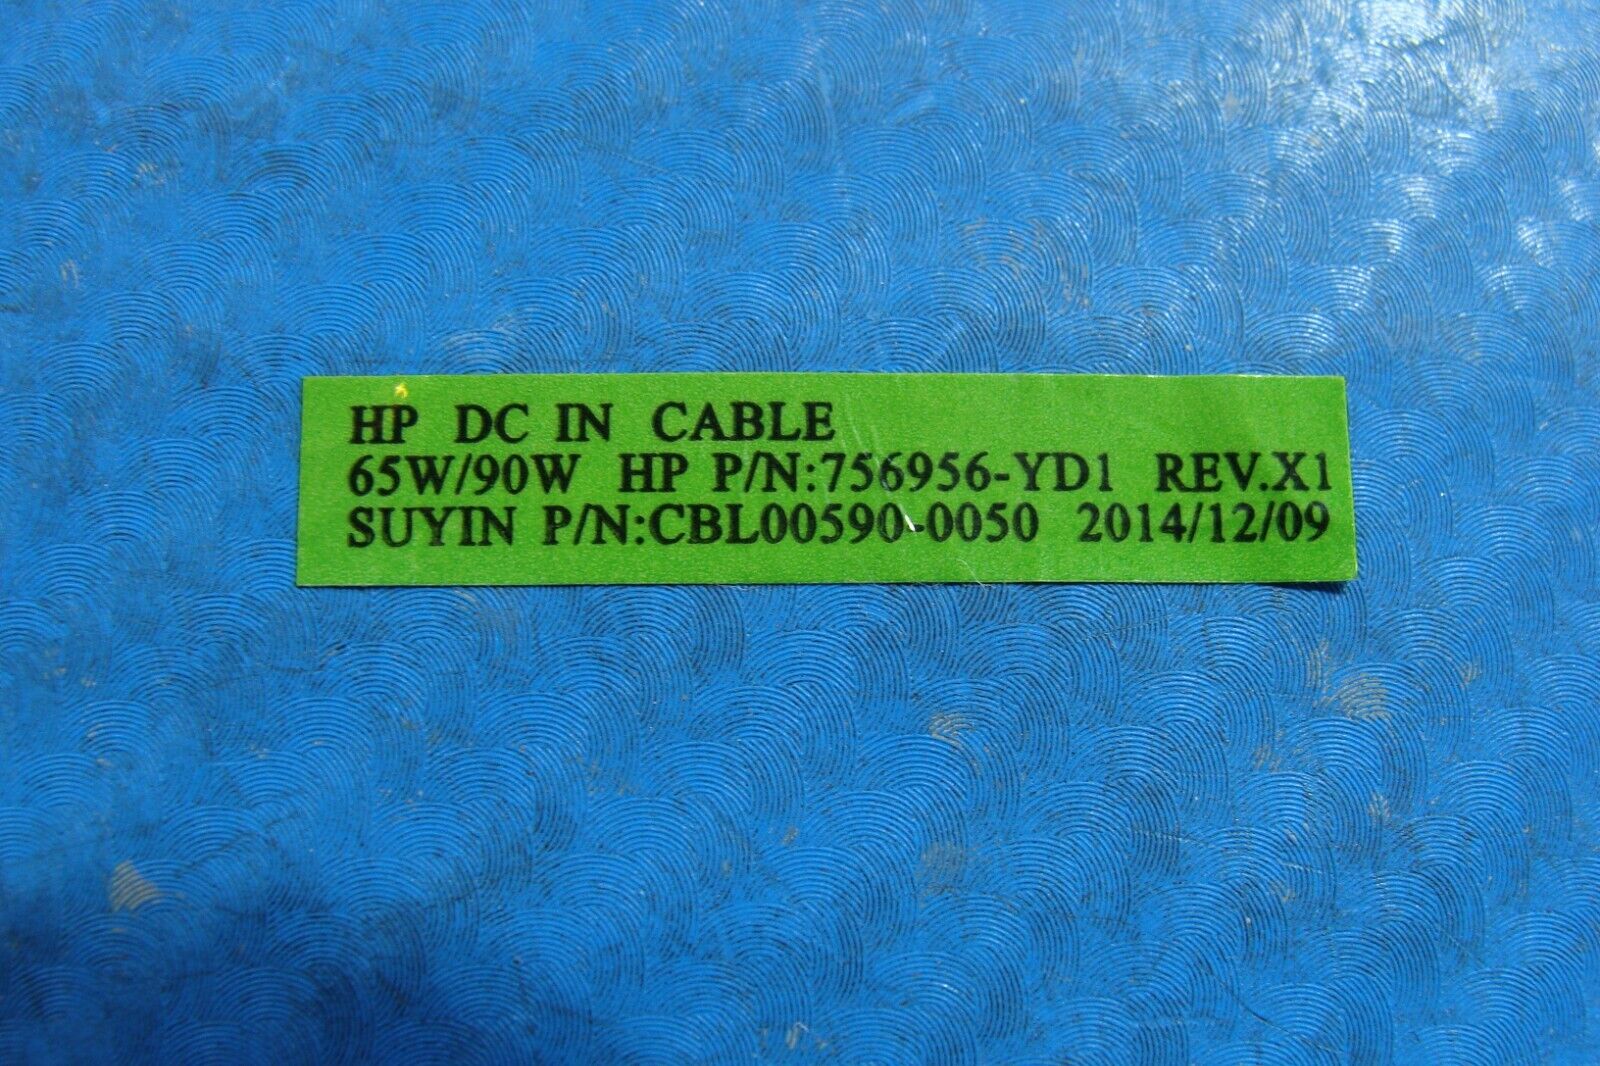 HP DC IN CABLE
65W/90W HP P/N:756956-YD1 REV.X1
SUYIN P/N:CBL00590-0050 2014/12/09